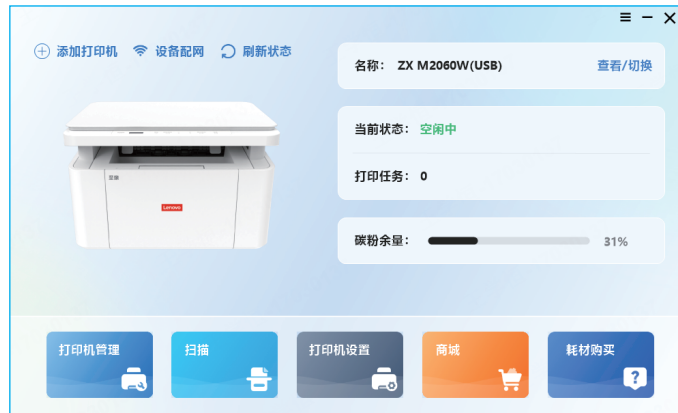 添加打印机 设备配网 刷新状态
名称： ZX M2060W(USB) 查看/切换
当前状态： 空闲中
打印任务： 0
碳粉余量： 31%
Lenovo
打印机管理 扫描 打印机设置 商城 耗材购买
?